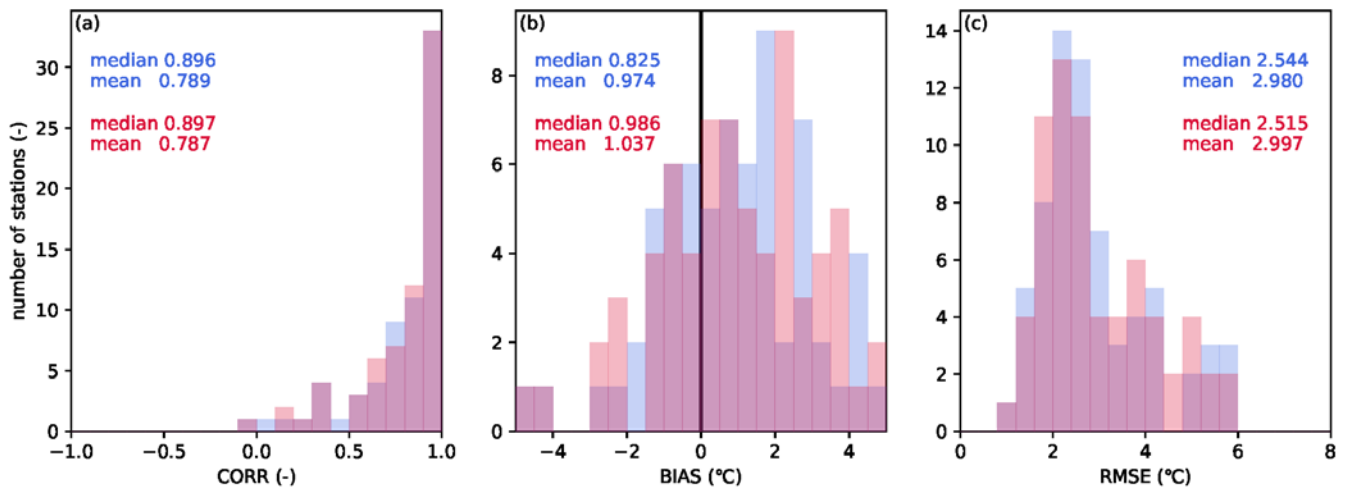 (a)
median 0.896
mean 0.789
median 0.897
mean 0.787
number of stations (-)
30
25
20
15
10
5
0
−1.0 −0.5 0.0 0.5 1.0
CORR (-)
(b)
median 0.825
mean 0.974
median 0.986
mean 1.037
8
6
4
2
0
−4 −2 0 2 4
BIAS (°C)
(c)
median 2.544
mean 2.980
median 2.515
mean 2.997
14
12
10
8
6
4
2
0
0 2 4 6 8
RMSE (°C)